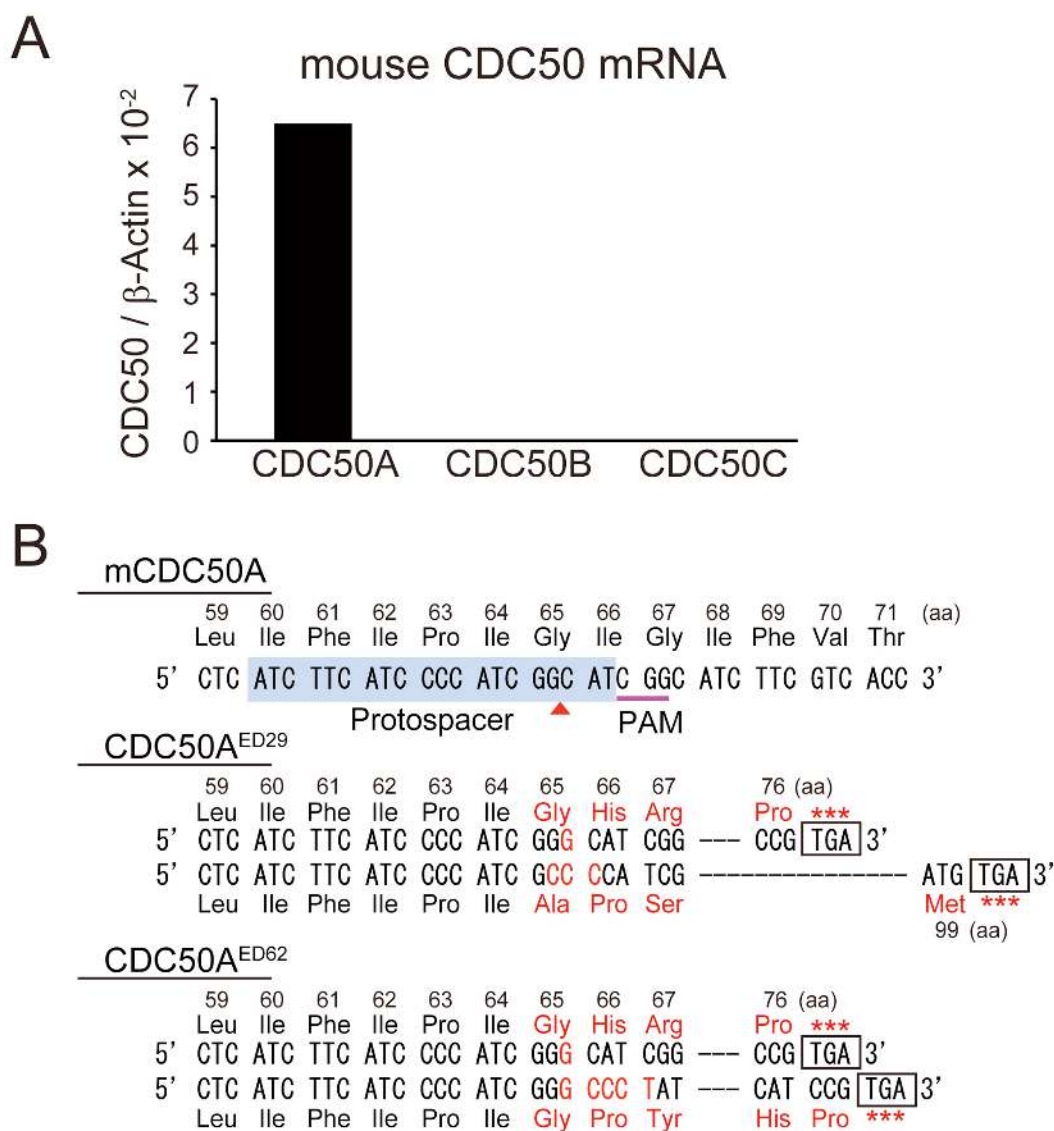 A
mouse CDC50 mRNA
CDC50 / β-Actin x 10-2
7
6
5
4
3
2
1
0
CDC50A CDC50B CDC50C
B
mCDC50A
59 60 61 62 63 64 65 66 67 68 69 70 71 (aa)
Leu Ile Phe Ile Pro Ile Gly Ile Gly Ile Phe Val Thr
5' CTC ATC TTC ATC CCC ATC GGC ATC GGC ATC TTC GTC ACC 3'
Protospacer PAM
CDC50AED29
59 60 61 62 63 64 65 66 67 76 (aa)
Leu Ile Phe Ile Pro Ile Gly His Arg Pro ***
5' CTC ATC TTC ATC CCC ATC GGG CAT CGG --- CCG TGA 3'
5' CTC ATC TTC ATC CCC ATC GCC CCA TCG --------------- ATG TGA 3'
Leu Ile Phe Ile Pro Ile Ala Pro Ser Met ***
99 (aa)
CDC50AED62
59 60 61 62 63 64 65 66 67 76 (aa)
Leu Ile Phe Ile Pro Ile Gly His Arg Pro ***
5' CTC ATC TTC ATC CCC ATC GGG CAT CGG --- CCG TGA 3'
5' CTC ATC TTC ATC CCC ATC GGG CCC TAT --- CAT CCG TGA 3'
Leu Ile Phe Ile Pro Ile Gly Pro Tyr His Pro ***